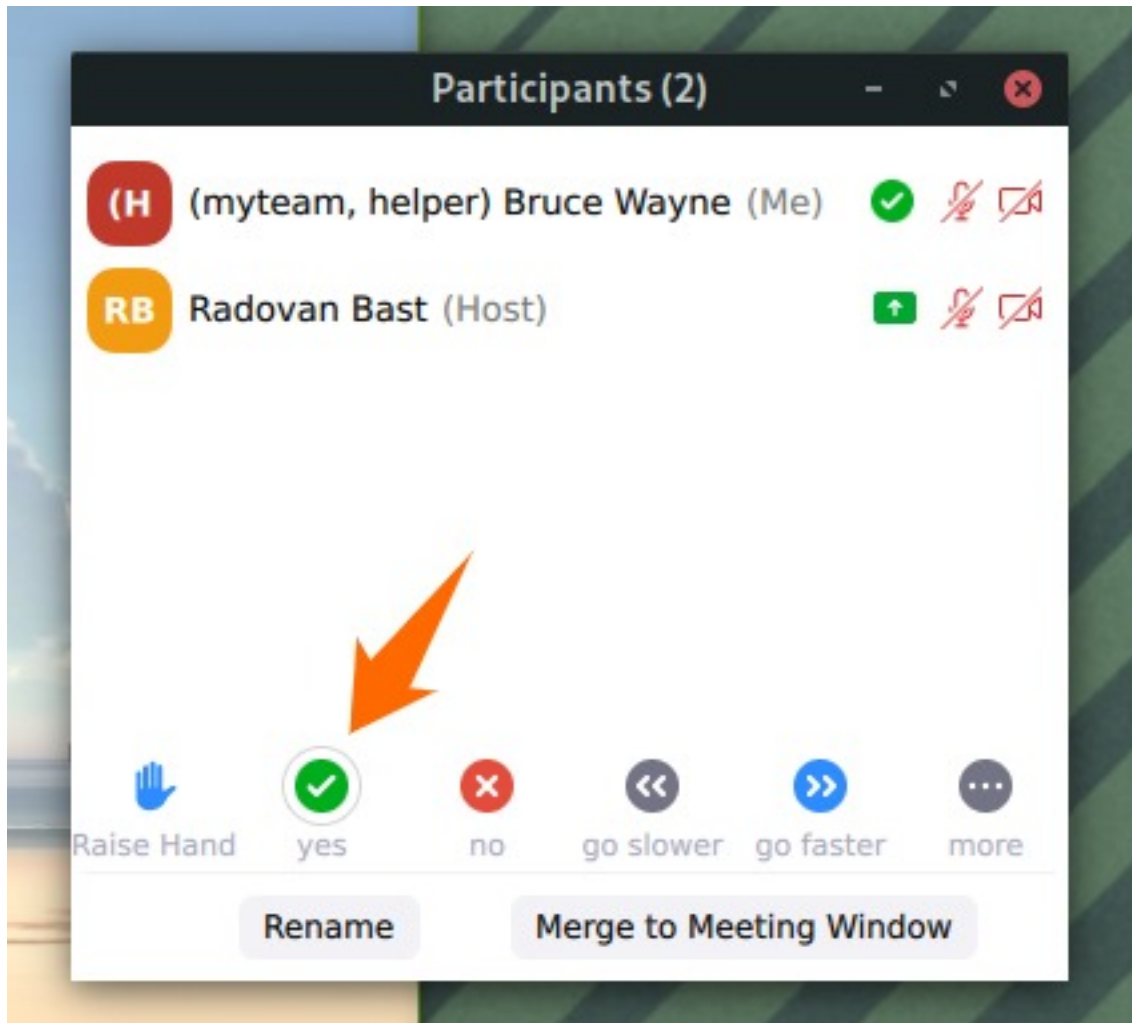 Participants (2)
(H (myteam, helper) Bruce Wayne (Me)
RB Radovan Bast (Host)
Raise Hand yes no go slower go faster more
Rename Merge to Meeting Window